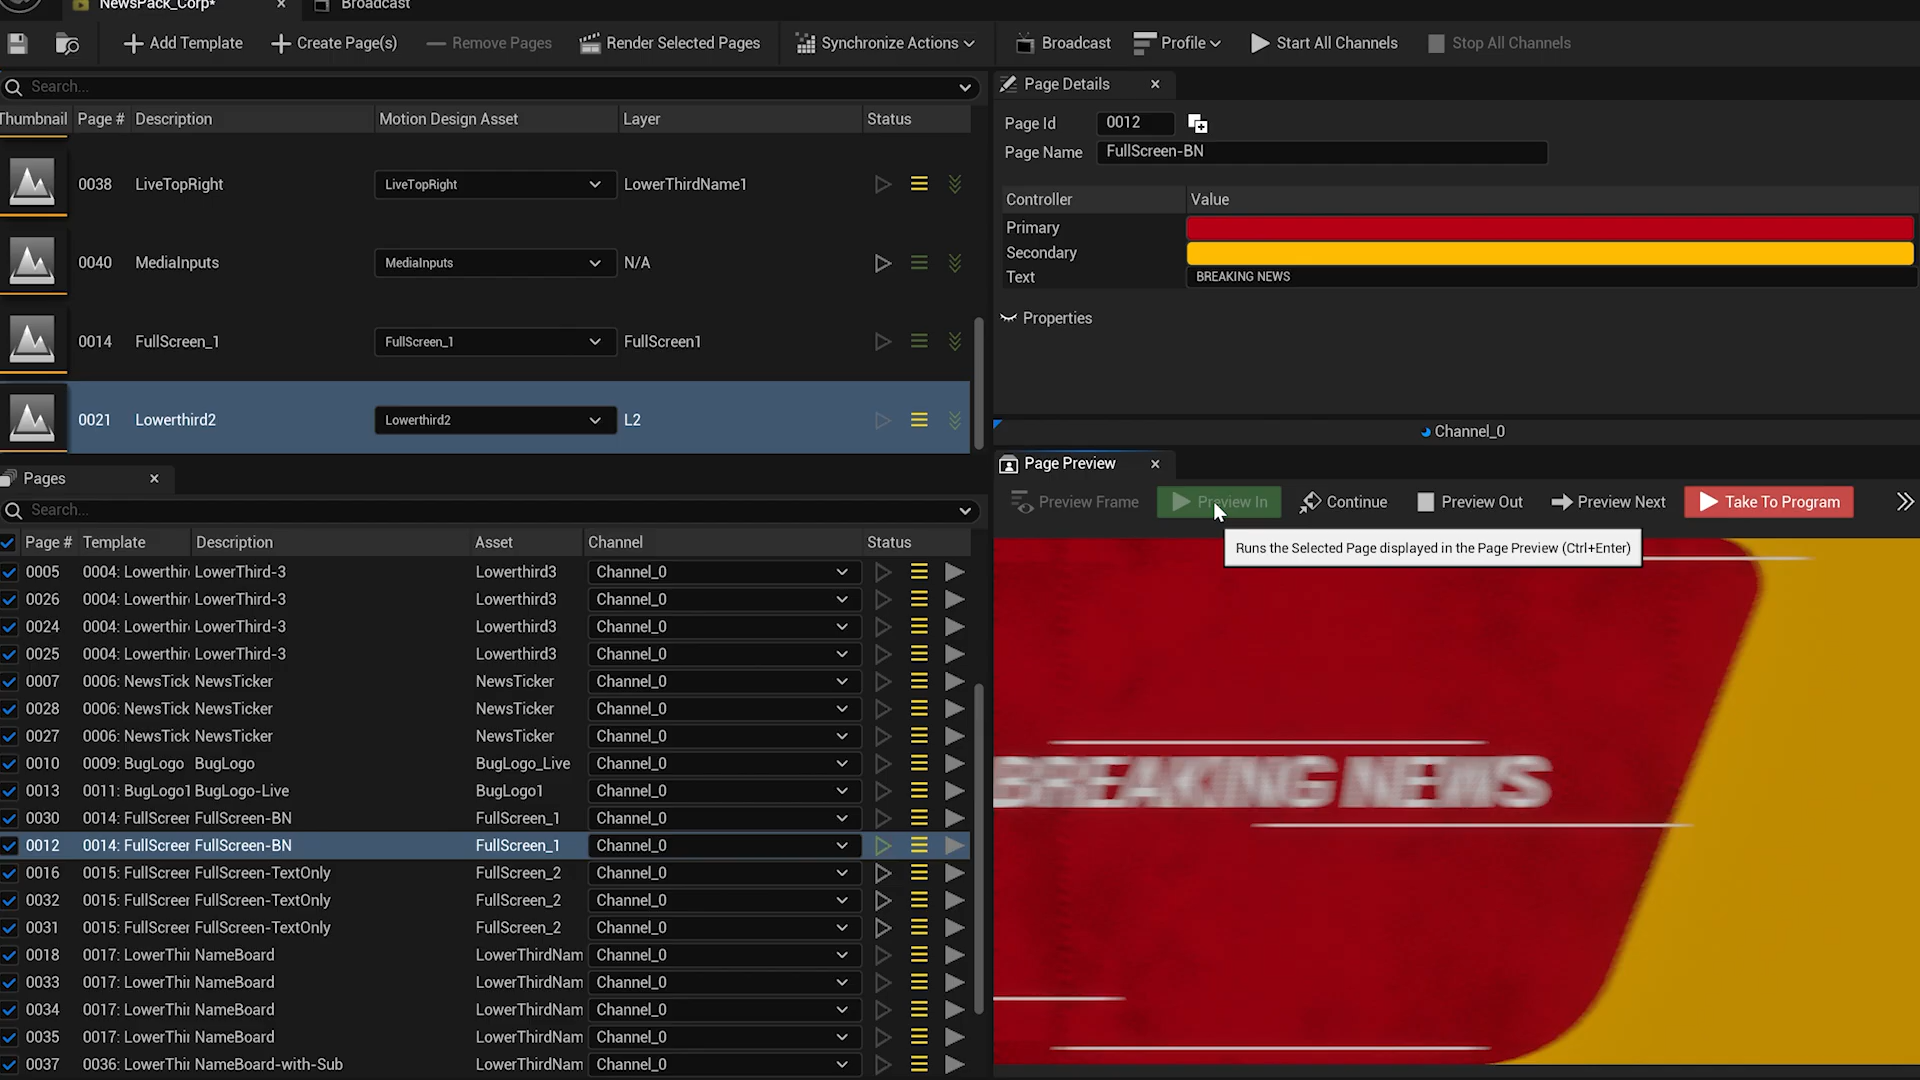 NewsPack_Corp*
Broadcast
Add Template
Create Page(s)
Remove Pages
Render Selected Pages
Synchronize Actions
Broadcast
Profile
Start All Channels
Stop All Channels
Search...
Thumbnail Page # Description Motion Design Asset Layer Status
0038 LiveTopRight LiveTopRight LowerThirdName1
0040 MediaInputs MediaInputs N/A
0014 FullScreen_1 FullScreen_1 FullScreen1
0021 Lowerthird2 Lowerthird2 L2
Pages
Search...
Page # Template Description Asset Channel Status
0005 0004: Lowerthir LowerThird-3 Lowerthird3 Channel_0
0026 0004: Lowerthir LowerThird-3 Lowerthird3 Channel_0
0024 0004: Lowerthir LowerThird-3 Lowerthird3 Channel_0
0025 0004: Lowerthir LowerThird-3 Lowerthird3 Channel_0
0007 0006: NewsTick NewsTicker NewsTicker Channel_0
0028 0006: NewsTick NewsTicker NewsTicker Channel_0
0027 0006: NewsTick NewsTicker NewsTicker Channel_0
0010 0009: BugLogo BugLogo BugLogo_Live Channel_0
0013 0011: BugLogo1 BugLogo-Live BugLogo1 Channel_0
0030 0014: FullScreer FullScreen-BN FullScreen_1 Channel_0
0012 0014: FullScreer FullScreen-BN FullScreen_1 Channel_0
0016 0015: FullScreer FullScreen-TextOnly FullScreen_2 Channel_0
0032 0015: FullScreer FullScreen-TextOnly FullScreen_2 Channel_0
0031 0015: FullScreer FullScreen-TextOnly FullScreen_2 Channel_0
0018 0017: LowerThi NameBoard LowerThirdNam Channel_0
0033 0017: LowerThi NameBoard LowerThirdNam Channel_0
0034 0017: LowerThi NameBoard LowerThirdNam Channel_0
0035 0017: LowerThi NameBoard LowerThirdNam Channel_0
0037 0036: LowerThi NameBoard-with-Sub LowerThirdNam Channel_0
Page Details
Page Id 0012
Page Name FullScreen-BN
Controller Value
Primary
Secondary
Text BREAKING NEWS
Properties
Channel_0
Page Preview
Preview Frame
Preview In
Continue
Preview Out
Preview Next
Take To Program
Runs the Selected Page displayed in the Page Preview (Ctrl+Enter)
BREAKING NEWS